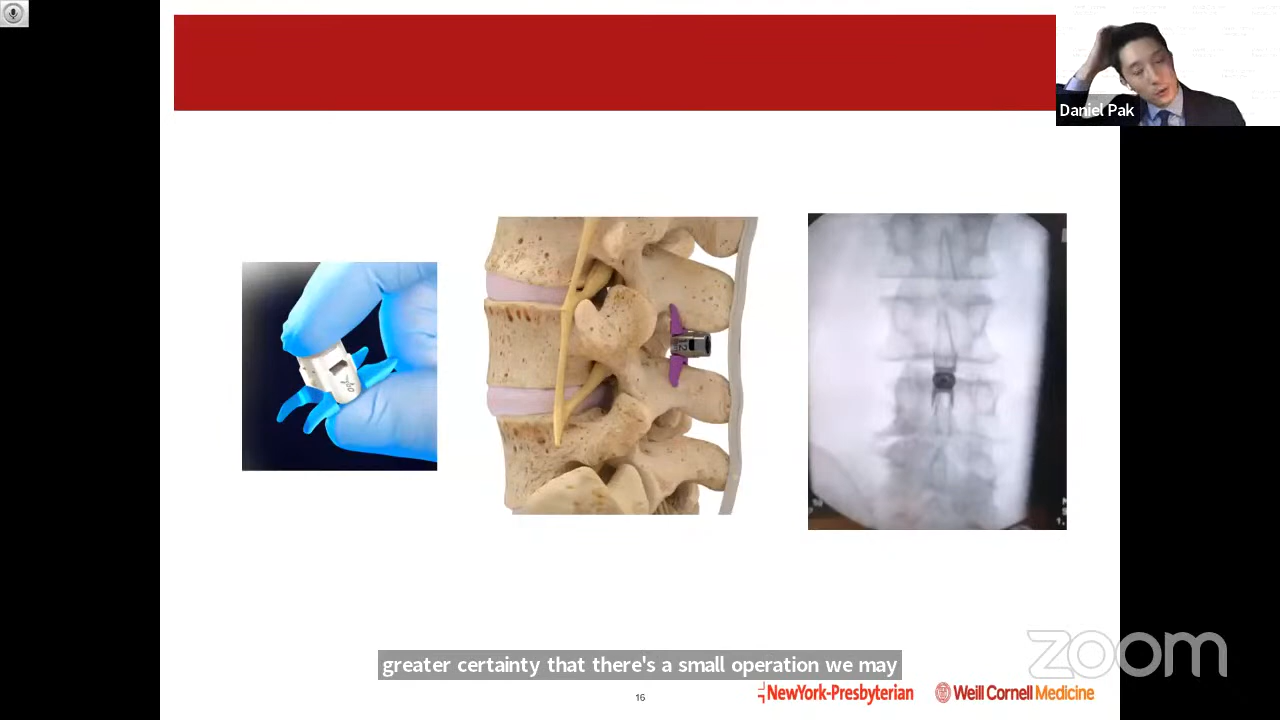 Daniel Pak
greater certainty that there's a small operation we may
zoom
16
NewYork-Presbyterian
Weill Cornell Medicine